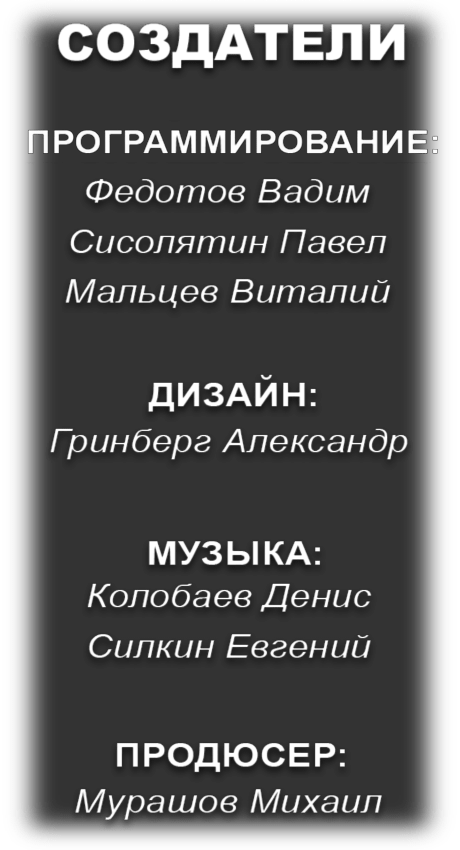 СОЗДАТЕЛИ
ПРОГРАММИРОВАНИЕ:
Федотов Вадим
Сисолятин Павел
Мальцев Виталий
ДИЗАЙН:
Гринберг Александр
МУЗЫКА:
Колобаев Денис
Силкин Евгений
ПРОДЮСЕР:
Мурашов Михаил